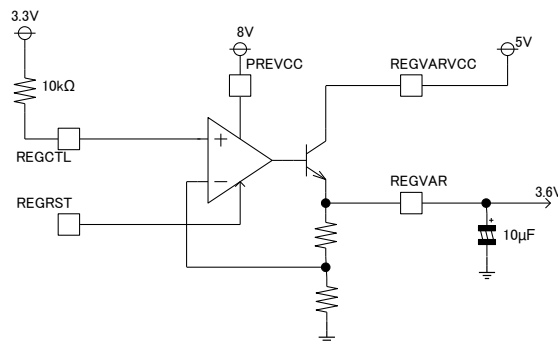 3.3V
8V
5V
PREVCC
REGVARVCC
10kΩ
+
REGCTL
−
REGVAR
3.6V
REGRST
+
10μF